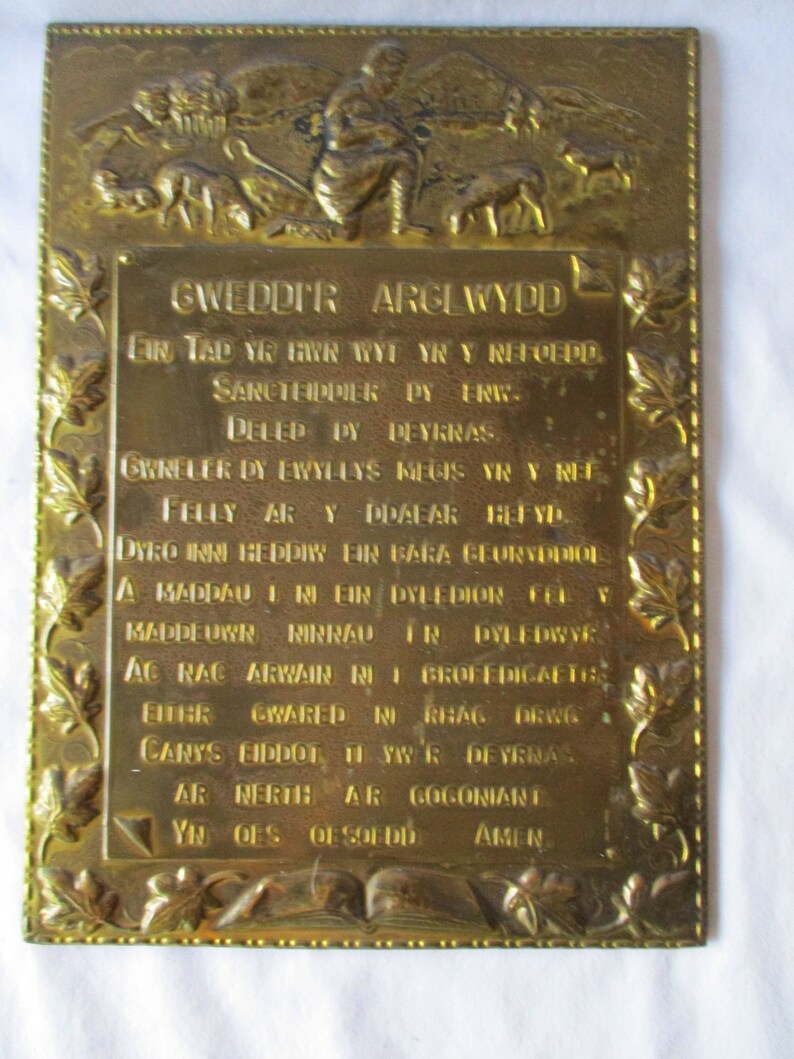 GWEDDI'R ARGLWYDD
EIN TAD YR HWN WYT YN Y NEFOEDD.
SANCTEIDDIER DY ENW.
DELED DY DEYRNAS.
GWNELER DY EWYLLYS MEGIS YN Y NEF
FELLY AR Y DDAEAR HEFYD.
DYRO INNI HEDDIW EIN BARA BEUNYDDIOL
A MADDAU I NI EIN DYLEDION FEL Y
MADDEUWN NINNAU I'N DYLEDWYR
AC NAC ARWAIN NI I BROFEDIGAETH
EITHR GWARED NI RHAG DRWG
CANYS EIDDOT TI YW'R DEYRNAS
AR NERTH A'R GOGONIANT.
YN OES OESOEDD. AMEN.